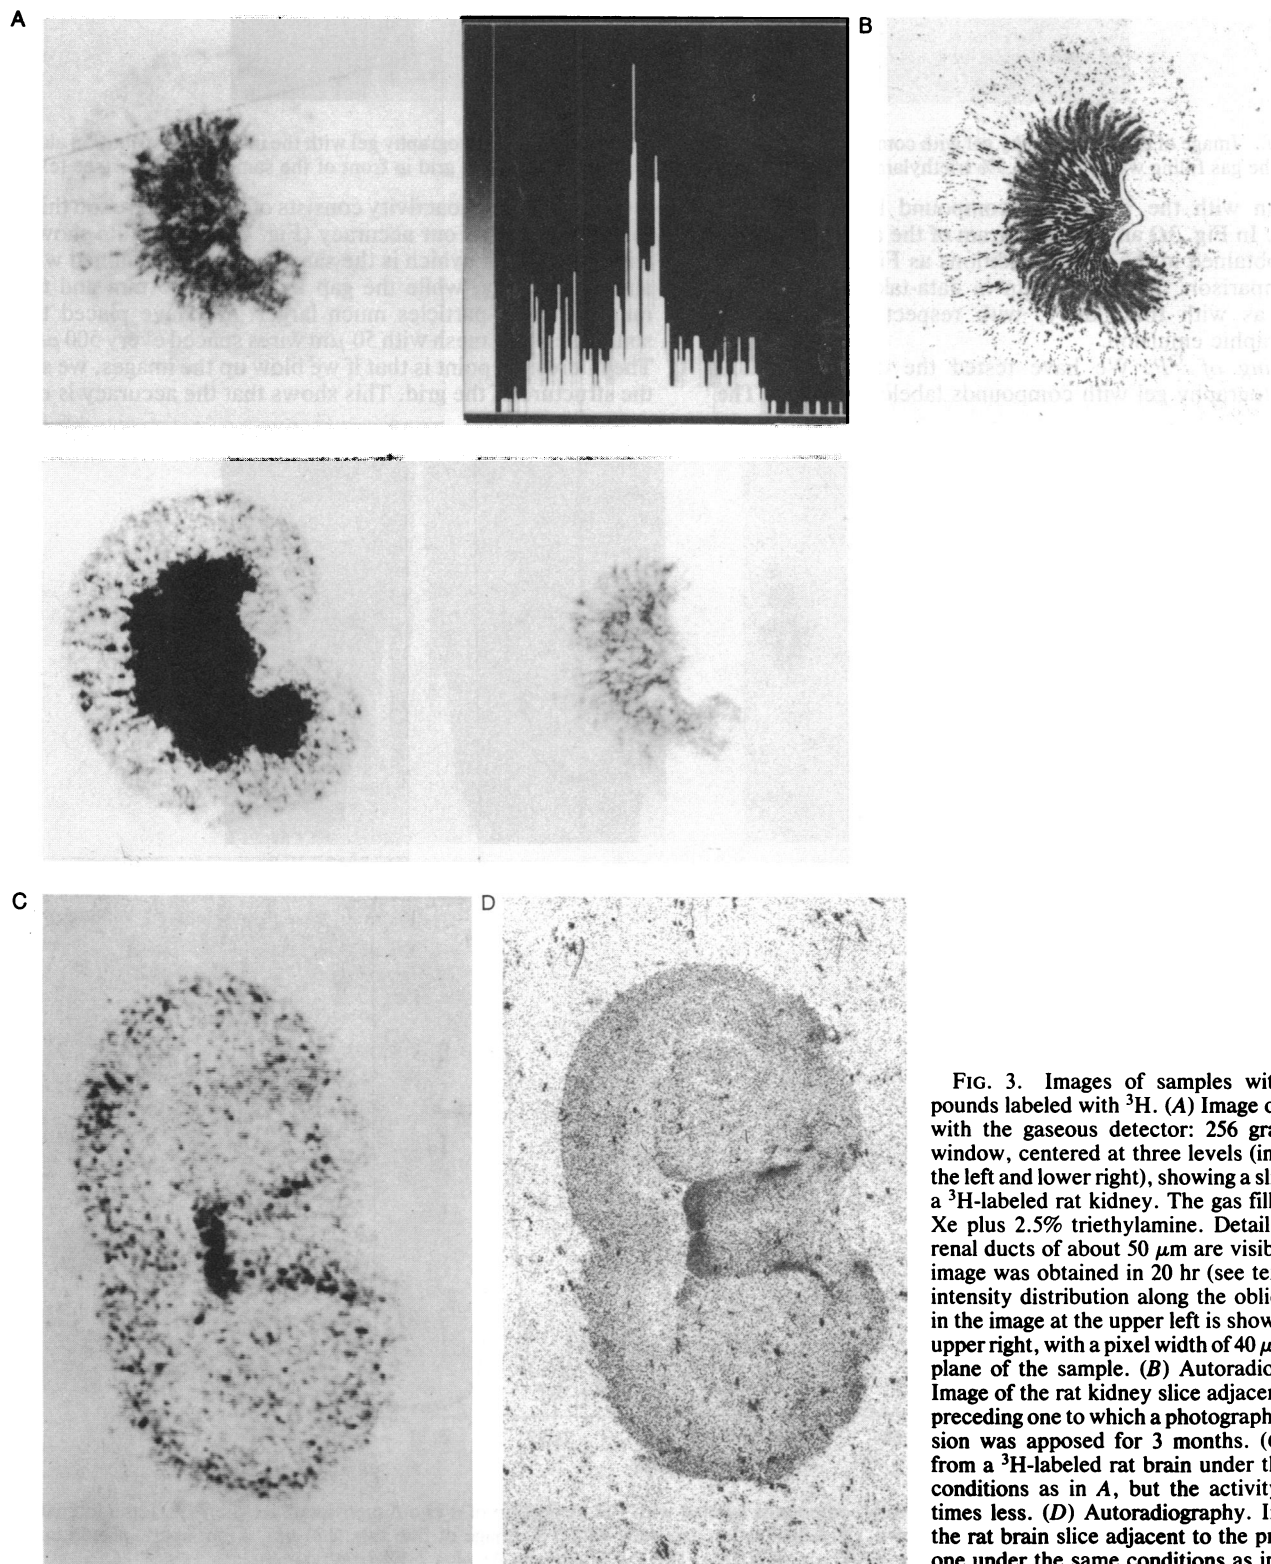 A
B
C
D
FIG. 3. Images of samples wit
pounds labeled with ³H. (A) Image o
with the gaseous detector: 256 gra
window, centered at three levels (in
the left and lower right), showing a sli
a ³H-labeled rat kidney. The gas fill
Xe plus 2.5% triethylamine. Detail
renal ducts of about 50 μm are visib
image was obtained in 20 hr (see te
intensity distribution along the obli
in the image at the upper left is show
upper right, with a pixel width of 40 μ
plane of the sample. (B) Autoradio
Image of the rat kidney slice adjacen
preceding one to which a photograph
sion was apposed for 3 months. (
from a ³H-labeled rat brain under th
conditions as in A, but the activity
times less. (D) Autoradiography. I
the rat brain slice adjacent to the pr
one under the same conditions as in